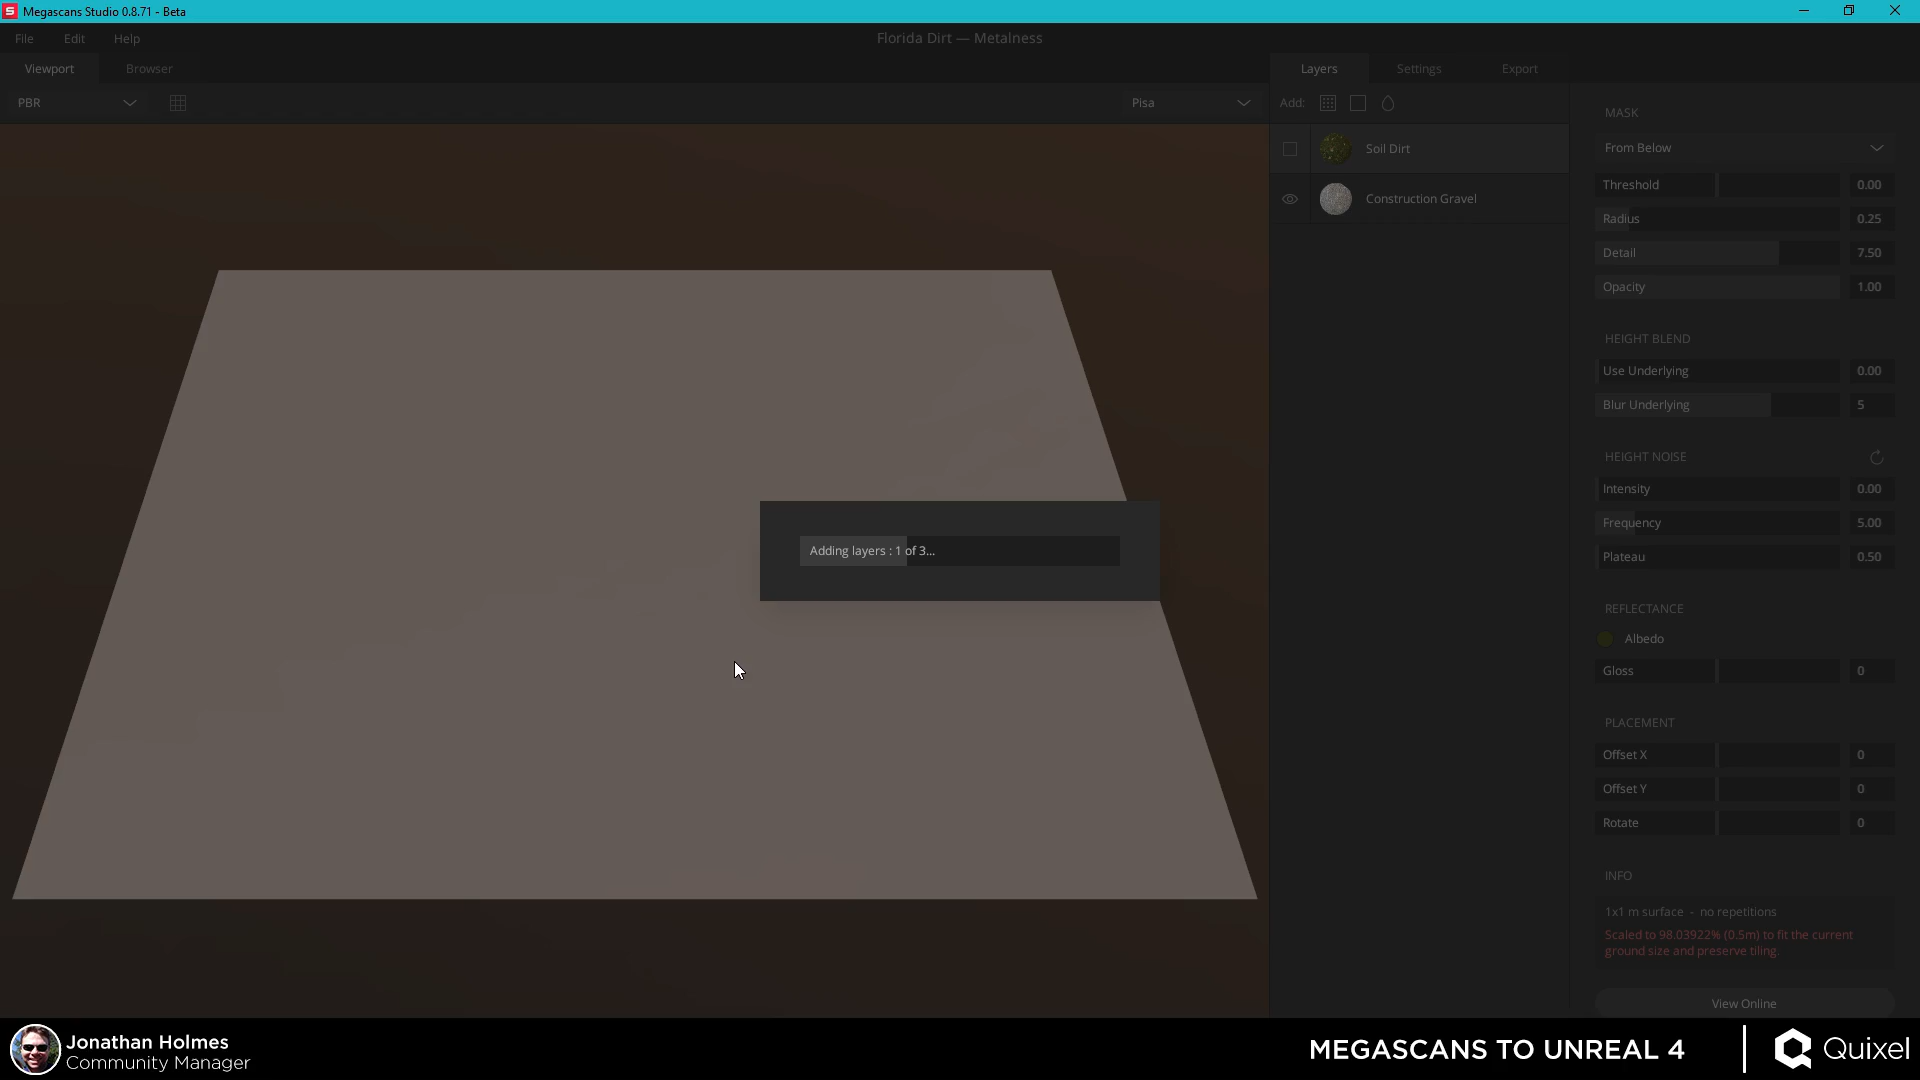 Megascans Studio 0.8.71 - Beta
File Edit Help
Florida Dirt — Metalness
Viewport Browser
Layers Settings Export
PBR
Pisa
Add:
Soil Dirt
Construction Gravel
MASK
From Below
Threshold 0.00
Radius 0.25
Detail 7.50
Opacity 1.00
HEIGHT BLEND
Use Underlying 0.00
Blur Underlying 5
HEIGHT NOISE
Intensity 0.00
Frequency 5.00
Plateau 0.50
REFLECTANCE
Albedo
Gloss 0
PLACEMENT
Offset X 0
Offset Y 0
Rotate 0
INFO
1x1 m surface - no repetitions
Scaled to 98.03922% (0.5m) to fit the current
ground size and preserve tiling.
View Online
Adding layers : 1 of 3...
Jonathan Holmes
Community Manager
MEGASCANS TO UNREAL 4
Quixel